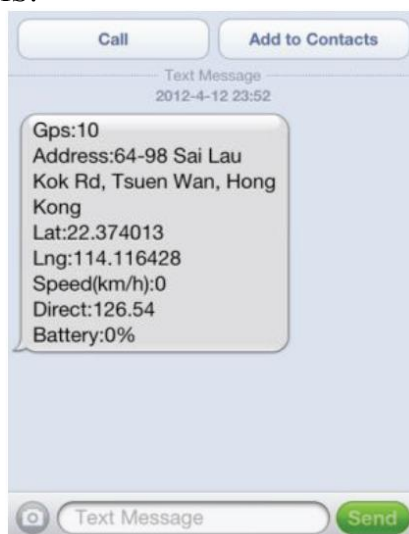 Call
Add to Contacts
Text Message
2012-4-12 23:52
Gps:10
Address:64-98 Sai Lau
Kok Rd, Tsuen Wan, Hong
Kong
Lat:22.374013
Lng:114.116428
Speed(km/h):0
Direct:126.54
Battery:0%
Text Message
Send